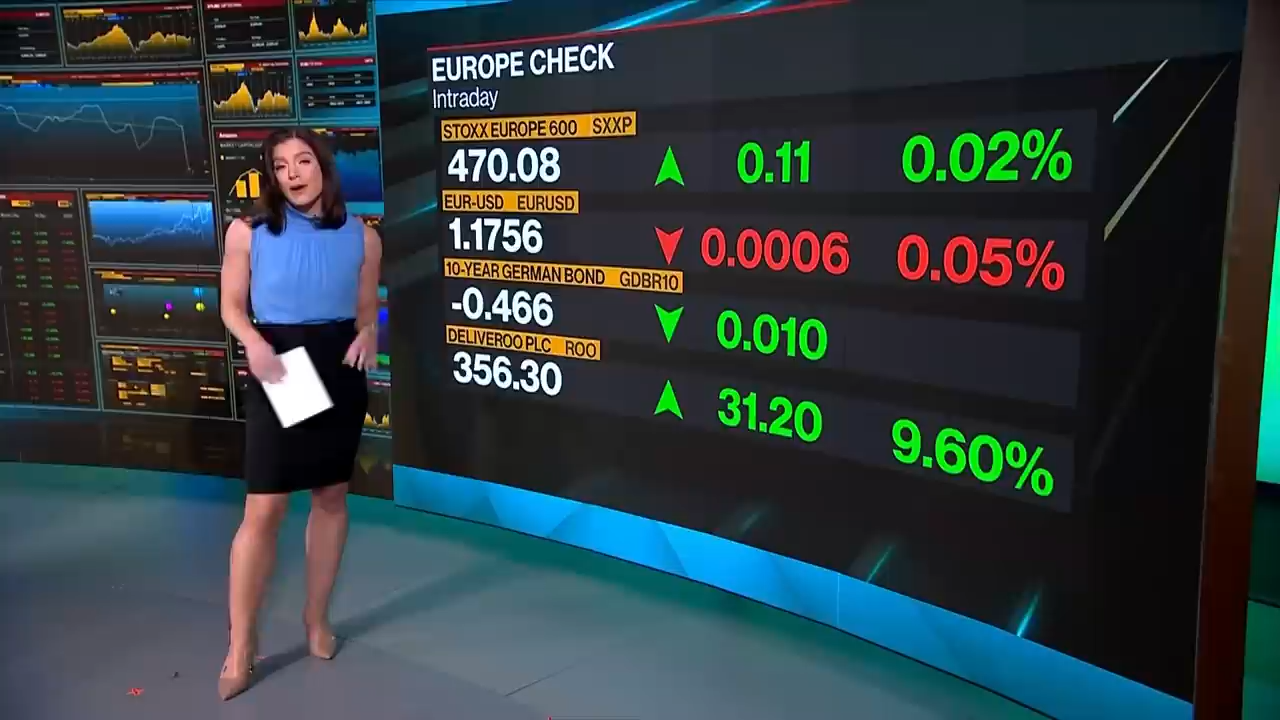 EUROPE CHECK
Intraday
STOXX EUROPE 600 SXXP
470.08 0.11 0.02%
EUR-USD EURUSD
1.1756 0.0006 0.05%
10-YEAR GERMAN BOND GDBR10
-0.466 0.010
DELIVEROO PLC ROO
356.30 31.20 9.60%
Amazon